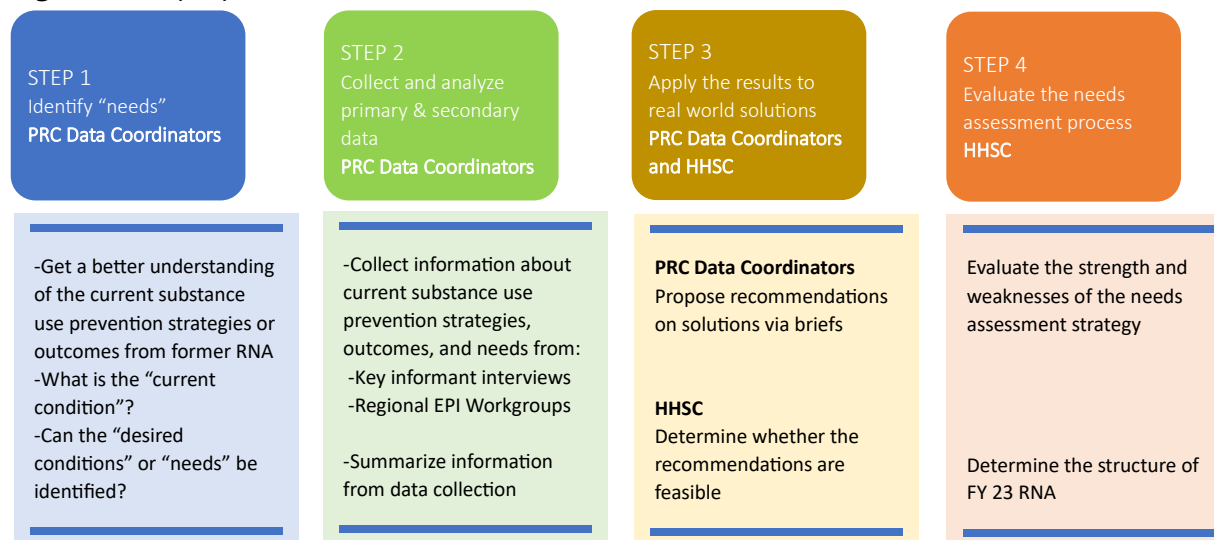 STEP 1
Identify “needs”
PRC Data Coordinators
STEP 2
Collect and analyze
primary & secondary
data
PRC Data Coordinators
STEP 3
Apply the results to
real world solutions
PRC Data Coordinators
and HHSC
STEP 4
Evaluate the needs
assessment process
HHSC
-Get a better understanding
of the current substance
use prevention strategies or
outcomes from former RNA
-What is the “current
condition”?
-Can the “desired
conditions” or “needs” be
identified?
-Collect information about
current substance use
prevention strategies,
outcomes, and needs from:
-Key informant interviews
-Regional EPI Workgroups
-Summarize information
from data collection
PRC Data Coordinators
Propose recommendations
on solutions via briefs
HHSC
Determine whether the
recommendations are
feasible
Evaluate the strength and
weaknesses of the needs
assessment strategy
Determine the structure of
FY 23 RNA